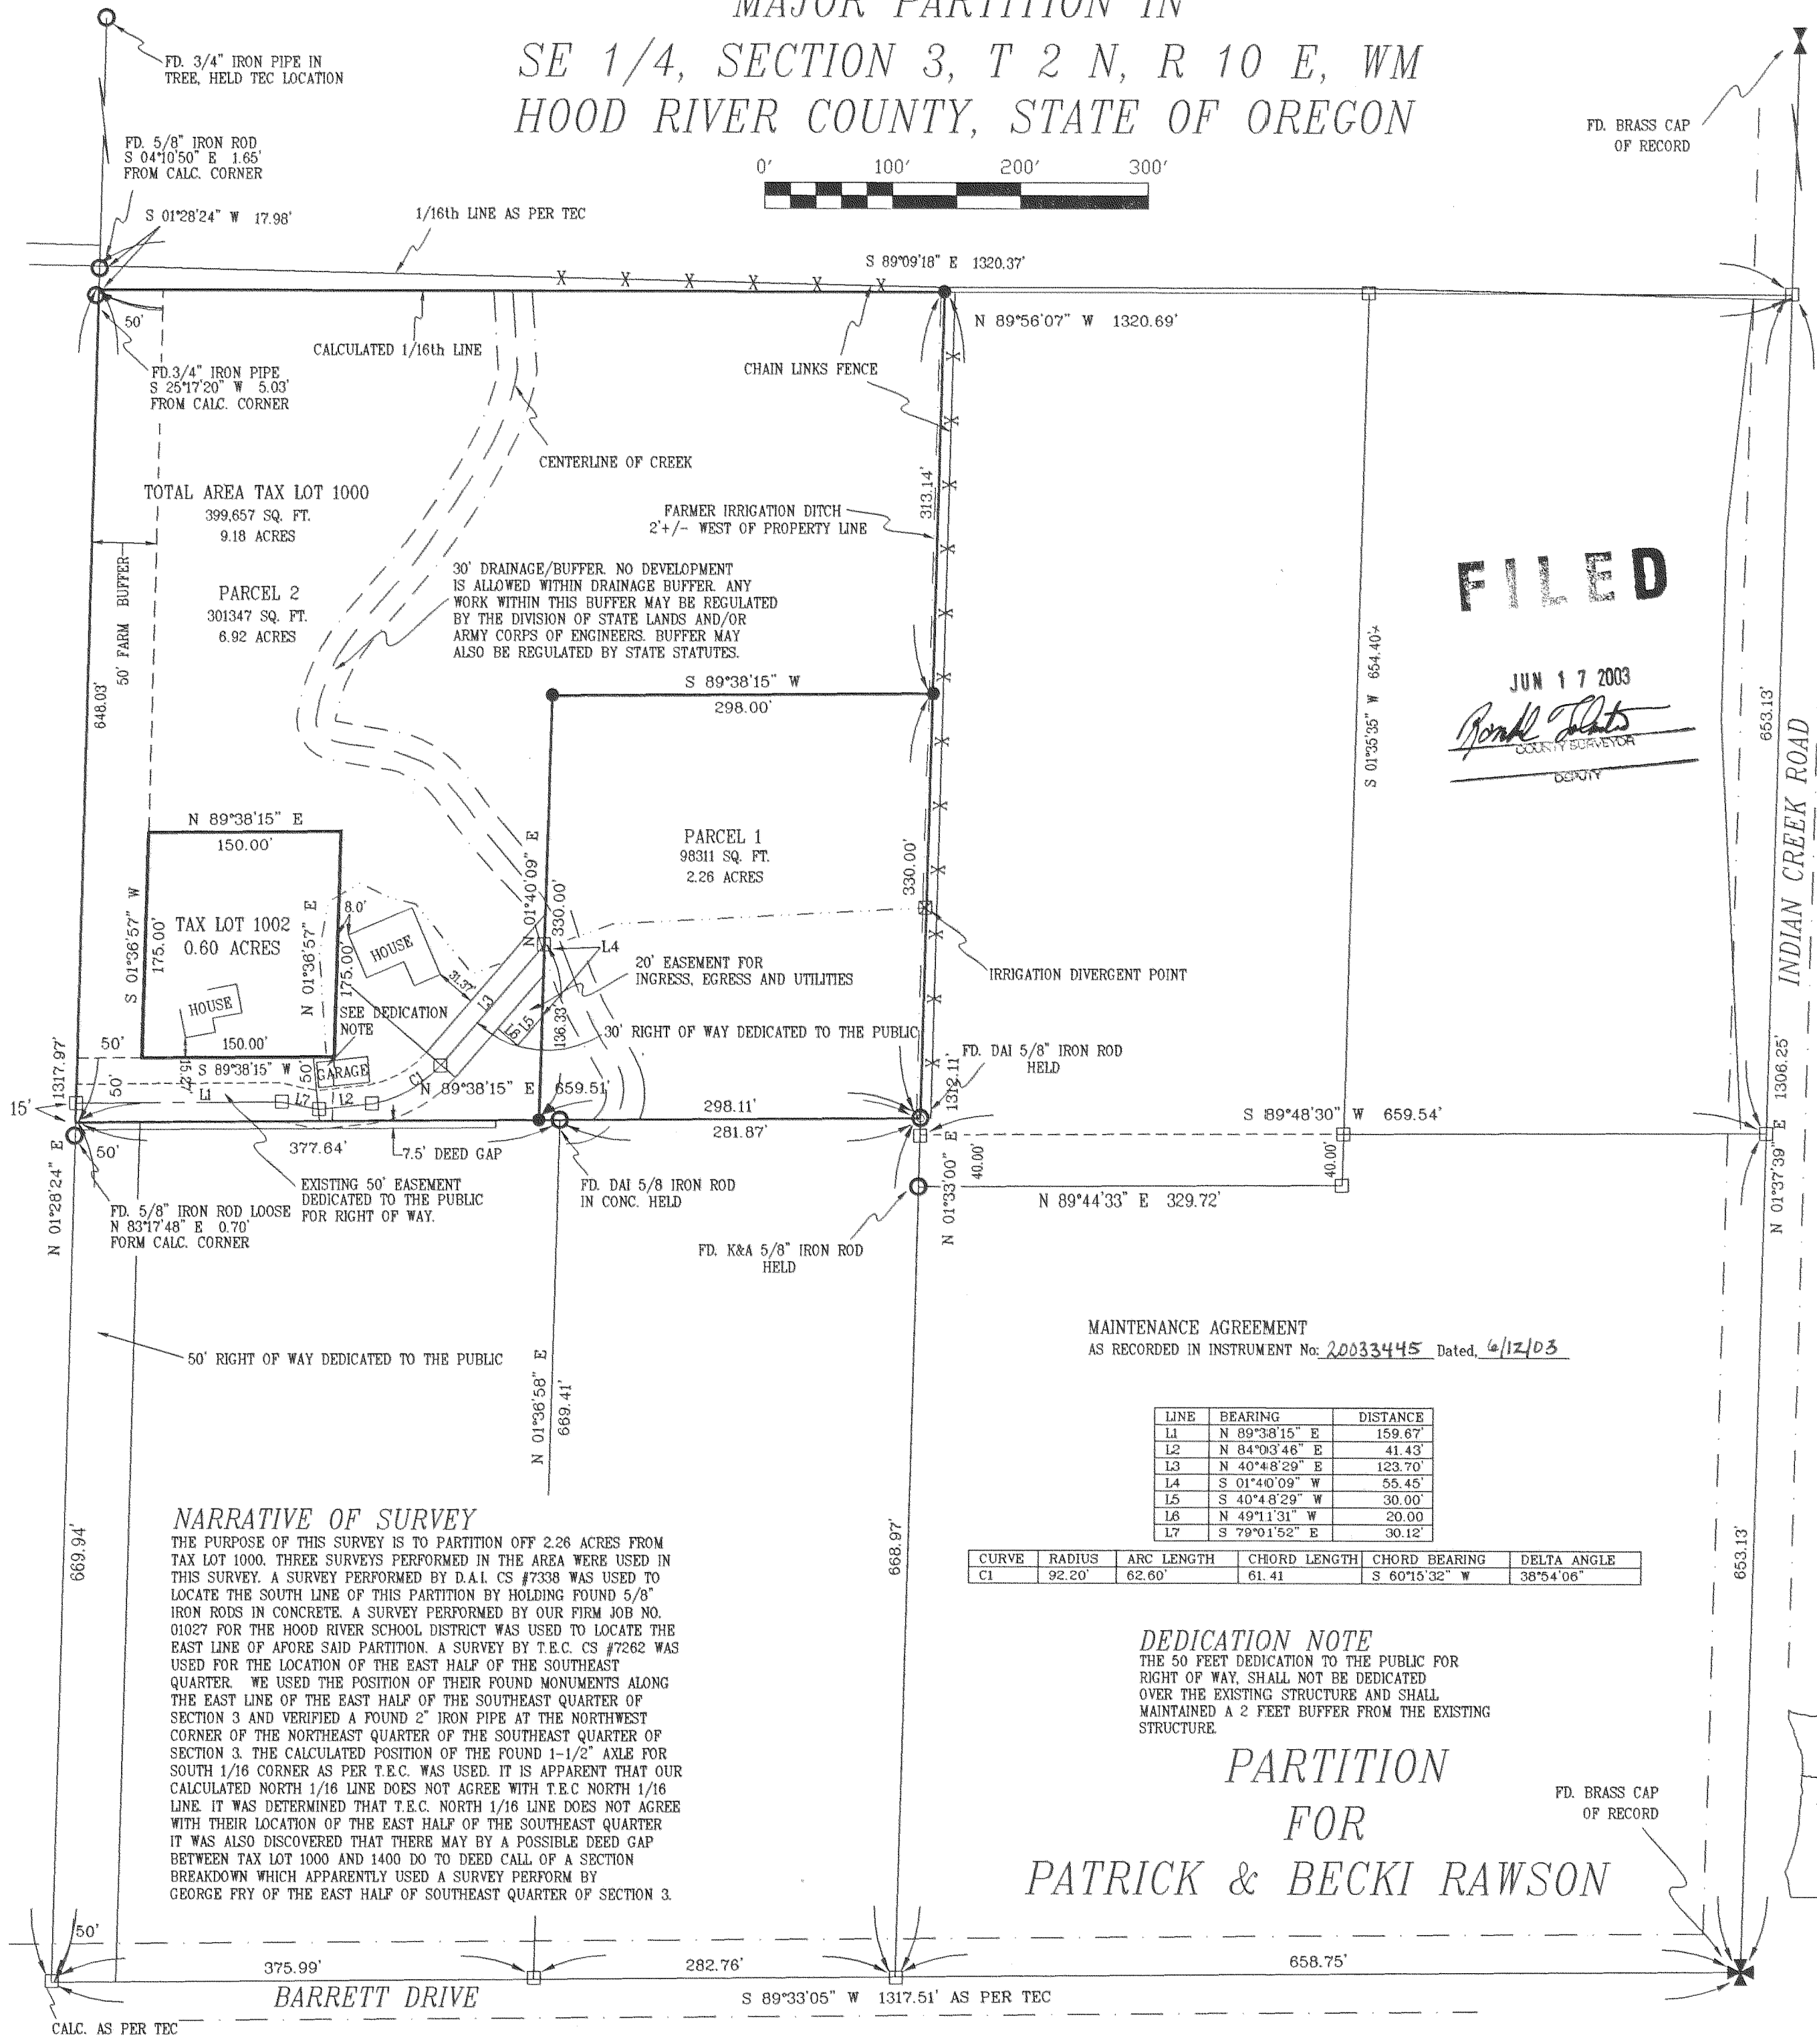 MAJOR PARTITION IN
SE 1/4, SECTION 3, T 2 N, R 10 E, WM
HOOD RIVER COUNTY, STATE OF OREGON
0' 100' 200' 300'
FD. 3/4" IRON PIPE IN
TREE, HELD TEC LOCATION
FD. BRASS CAP
OF RECORD
FD. 5/8" IRON ROD
S 04°10'50" E 1.65'
FROM CALC. CORNER
S 01°28'24" W 17.98'
1/16th LINE AS PER TEC
S 89°09'18" E 1320.37'
N 89°56'07" W 1320.69'
50'
CALCULATED 1/16th LINE
CHAIN LINKS FENCE
FD.3/4" IRON PIPE
S 25°17'20" W 5.03'
FROM CALC. CORNER
CENTERLINE OF CREEK
TOTAL AREA TAX LOT 1000
399,657 SQ. FT.
9.18 ACRES
FARMER IRRIGATION DITCH
2'+/- WEST OF PROPERTY LINE
313.14'
50' FARM BUFFER
648.03'
PARCEL 2
301347 SQ. FT.
6.92 ACRES
30' DRAINAGE/BUFFER. NO DEVELOPMENT
IS ALLOWED WITHIN DRAINAGE BUFFER. ANY
WORK WITHIN THIS BUFFER MAY BE REGULATED
BY THE DIVISION OF STATE LANDS AND/OR
ARMY CORPS OF ENGINEERS. BUFFER MAY
ALSO BE REGULATED BY STATE STATUTES.
S 01°35'35" W 654.40'
FILED
JUN 17 2003
COUNTY SURVEYOR
DEPUTY
653.13'
INDIAN CREEK ROAD
S 89°38'15" W
298.00'
PARCEL 1
98311 SQ. FT.
2.26 ACRES
N 01°40'09" E
330.00'
330.00'
N 89°38'15" E
150.00'
S 01°36'57" W
175.00'
TAX LOT 1002
0.60 ACRES
N 01°36'57" E
175.00'
8.0'
HOUSE
HOUSE
31.37'
L3
L4
20' EASEMENT FOR
INGRESS, EGRESS AND UTILITIES
IRRIGATION DIVERGENT POINT
SEE DEDICATION
NOTE
L6
L5
136.33'
30' RIGHT OF WAY DEDICATED TO THE PUBLIC
50'
150.00'
S 89°38'15" W
15.27'
50'
GARAGE
C1
N 89°38'15" E 659.51'
FD. DAI 5/8" IRON ROD
HELD
1317.97'
50'
15'
L1
L7
L2
298.11'
281.87'
1312.11'
S 89°48'30" W 659.54'
1306.25'
50'
377.64'
7.5' DEED GAP
EXISTING 50' EASEMENT
DEDICATED TO THE PUBLIC
FOR RIGHT OF WAY.
FD. DAI 5/8 IRON ROD
IN CONC. HELD
40.00'
40.00'
N 89°44'33" E 329.72'
N 01°28'24" E
FD. 5/8" IRON ROD LOOSE
N 83°17'48" E 0.70'
FORM CALC. CORNER
N 01°33'00" E
N 01°37'39" E
FD. K&A 5/8" IRON ROD
HELD
50' RIGHT OF WAY DEDICATED TO THE PUBLIC
N 01°36'58" E
669.41'
MAINTENANCE AGREEMENT
AS RECORDED IN INSTRUMENT No: 20033445 Dated, 6/12/03
LINE BEARING DISTANCE
L1 N 89°38'15" E 159.67'
L2 N 84°03'46" E 41.43'
L3 N 40°48'29" E 123.70'
L4 S 01°40'09" W 55.45'
L5 S 40°48'29" W 30.00'
L6 N 49°11'31" W 20.00
L7 S 79°01'52" E 30.12'
CURVE RADIUS ARC LENGTH CHORD LENGTH CHORD BEARING DELTA ANGLE
C1 92.20' 62.60' 61.41 S 60°15'32" W 38°54'06"
669.94'
668.97'
653.13'
NARRATIVE OF SURVEY
THE PURPOSE OF THIS SURVEY IS TO PARTITION OFF 2.26 ACRES FROM
TAX LOT 1000. THREE SURVEYS PERFORMED IN THE AREA WERE USED IN
THIS SURVEY. A SURVEY PERFORMED BY D.A.I. CS #7338 WAS USED TO
LOCATE THE SOUTH LINE OF THIS PARTITION BY HOLDING FOUND 5/8"
IRON RODS IN CONCRETE. A SURVEY PERFORMED BY OUR FIRM JOB NO.
01027 FOR THE HOOD RIVER SCHOOL DISTRICT WAS USED TO LOCATE THE
EAST LINE OF AFORE SAID PARTITION. A SURVEY BY T.E.C. CS #7262 WAS
USED FOR THE LOCATION OF THE EAST HALF OF THE SOUTHEAST
QUARTER. WE USED THE POSITION OF THEIR FOUND MONUMENTS ALONG
THE EAST LINE OF THE EAST HALF OF THE SOUTHEAST QUARTER OF
SECTION 3 AND VERIFIED A FOUND 2" IRON PIPE AT THE NORTHWEST
CORNER OF THE NORTHEAST QUARTER OF THE SOUTHEAST QUARTER OF
SECTION 3. THE CALCULATED POSITION OF THE FOUND 1-1/2" AXLE FOR
SOUTH 1/16 CORNER AS PER T.E.C. WAS USED. IT IS APPARENT THAT OUR
CALCULATED NORTH 1/16 LINE DOES NOT AGREE WITH T.E.C NORTH 1/16
LINE. IT WAS DETERMINED THAT T.E.C. NORTH 1/16 LINE DOES NOT AGREE
WITH THEIR LOCATION OF THE EAST HALF OF THE SOUTHEAST QUARTER
IT WAS ALSO DISCOVERED THAT THERE MAY BY A POSSIBLE DEED GAP
BETWEEN TAX LOT 1000 AND 1400 DO TO DEED CALL OF A SECTION
BREAKDOWN WHICH APPARENTLY USED A SURVEY PERFORM BY
GEORGE FRY OF THE EAST HALF OF SOUTHEAST QUARTER OF SECTION 3.
DEDICATION NOTE
THE 50 FEET DEDICATION TO THE PUBLIC FOR
RIGHT OF WAY, SHALL NOT BE DEDICATED
OVER THE EXISTING STRUCTURE AND SHALL
MAINTAINED A 2 FEET BUFFER FROM THE EXISTING
STRUCTURE.
PARTITION
FOR
PATRICK & BECKI RAWSON
FD. BRASS CAP
OF RECORD
50'
375.99'
282.76'
658.75'
BARRETT DRIVE
S 89°33'05" W 1317.51' AS PER TEC
CALC. AS PER TEC